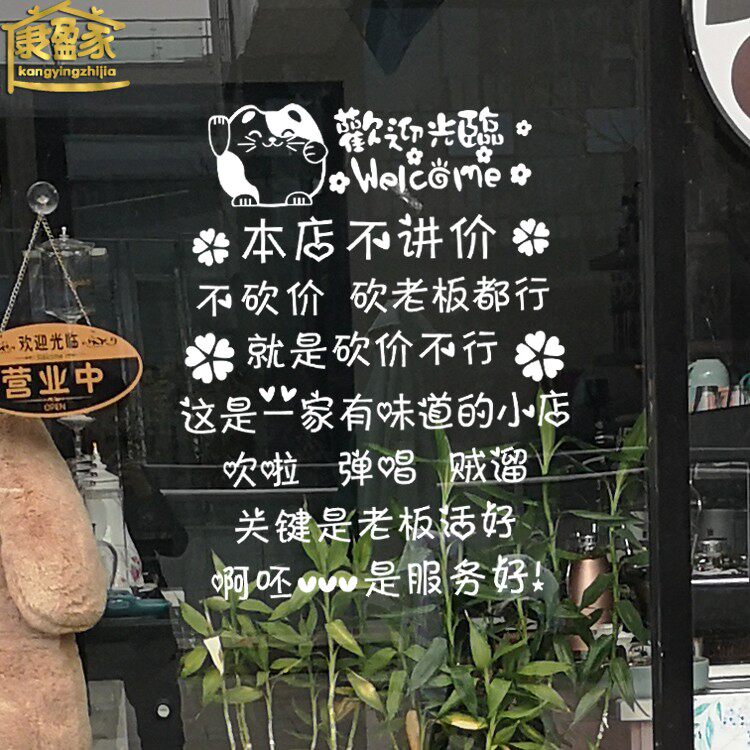 康盈家
kangyingzhijia
歡迎光臨
Welcome
本店不讲价
不砍价 砍老板都行
就是砍价不行
这是一家有味道的小店
吹啦 弹唱 贼溜
关键是老板活好
啊呸 是服务好!
欢迎光临
营业中
OPEN